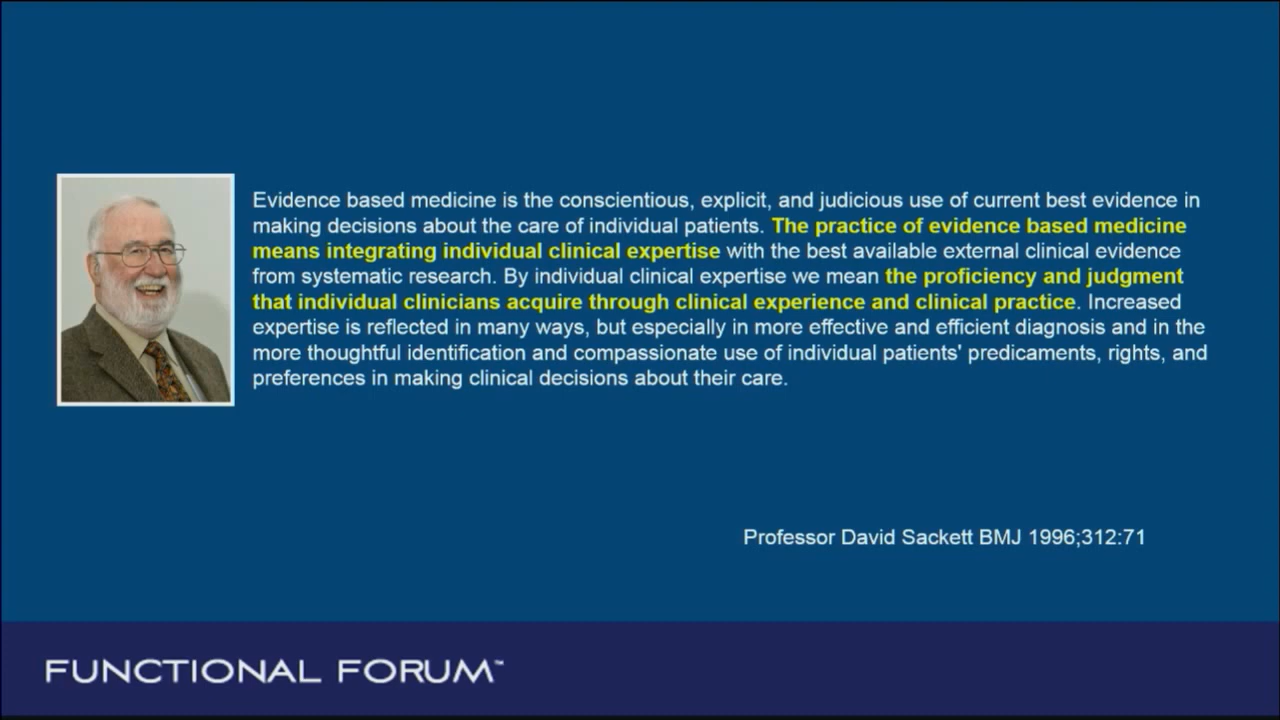 Evidence based medicine is the conscientious, explicit, and judicious use of current best evidence in
making decisions about the care of individual patients. The practice of evidence based medicine
means integrating individual clinical expertise with the best available external clinical evidence
from systematic research. By individual clinical expertise we mean the proficiency and judgment
that individual clinicians acquire through clinical experience and clinical practice. Increased
expertise is reflected in many ways, but especially in more effective and efficient diagnosis and in the
more thoughtful identification and compassionate use of individual patients' predicaments, rights, and
preferences in making clinical decisions about their care.
Professor David Sackett BMJ 1996;312:71
FUNCTIONAL FORUM™